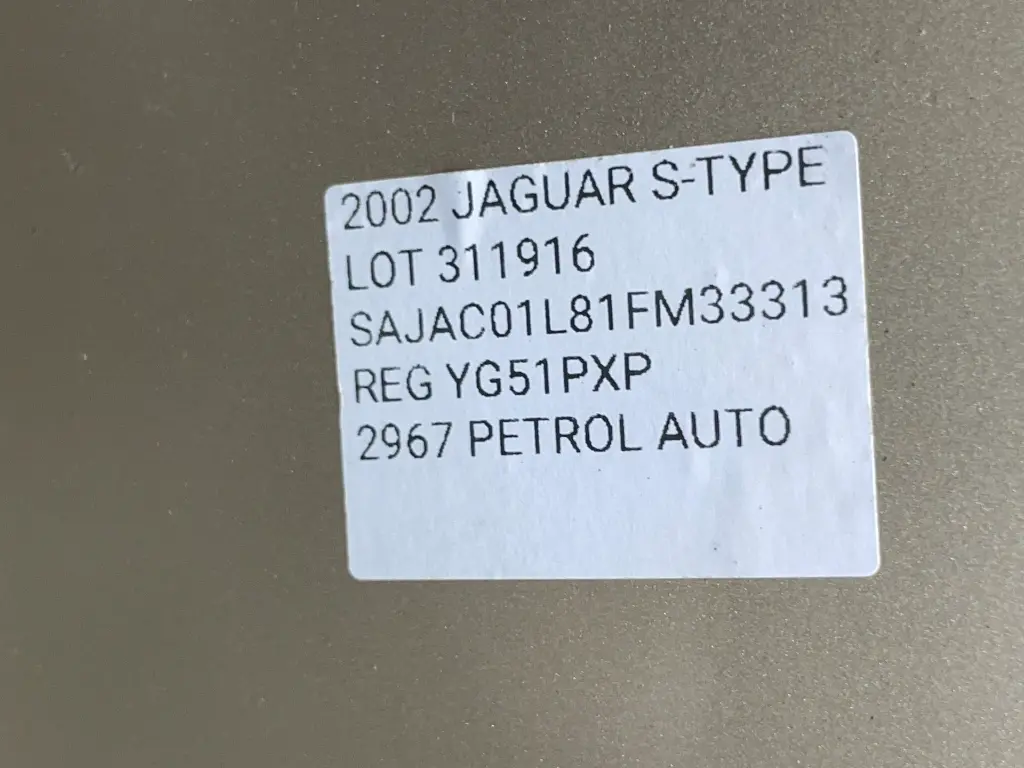 2002 JAGUAR S-TYPE
LOT 311916
SAJAC01L81FM33313
REG YG51PXP
2967 PETROL AUTO